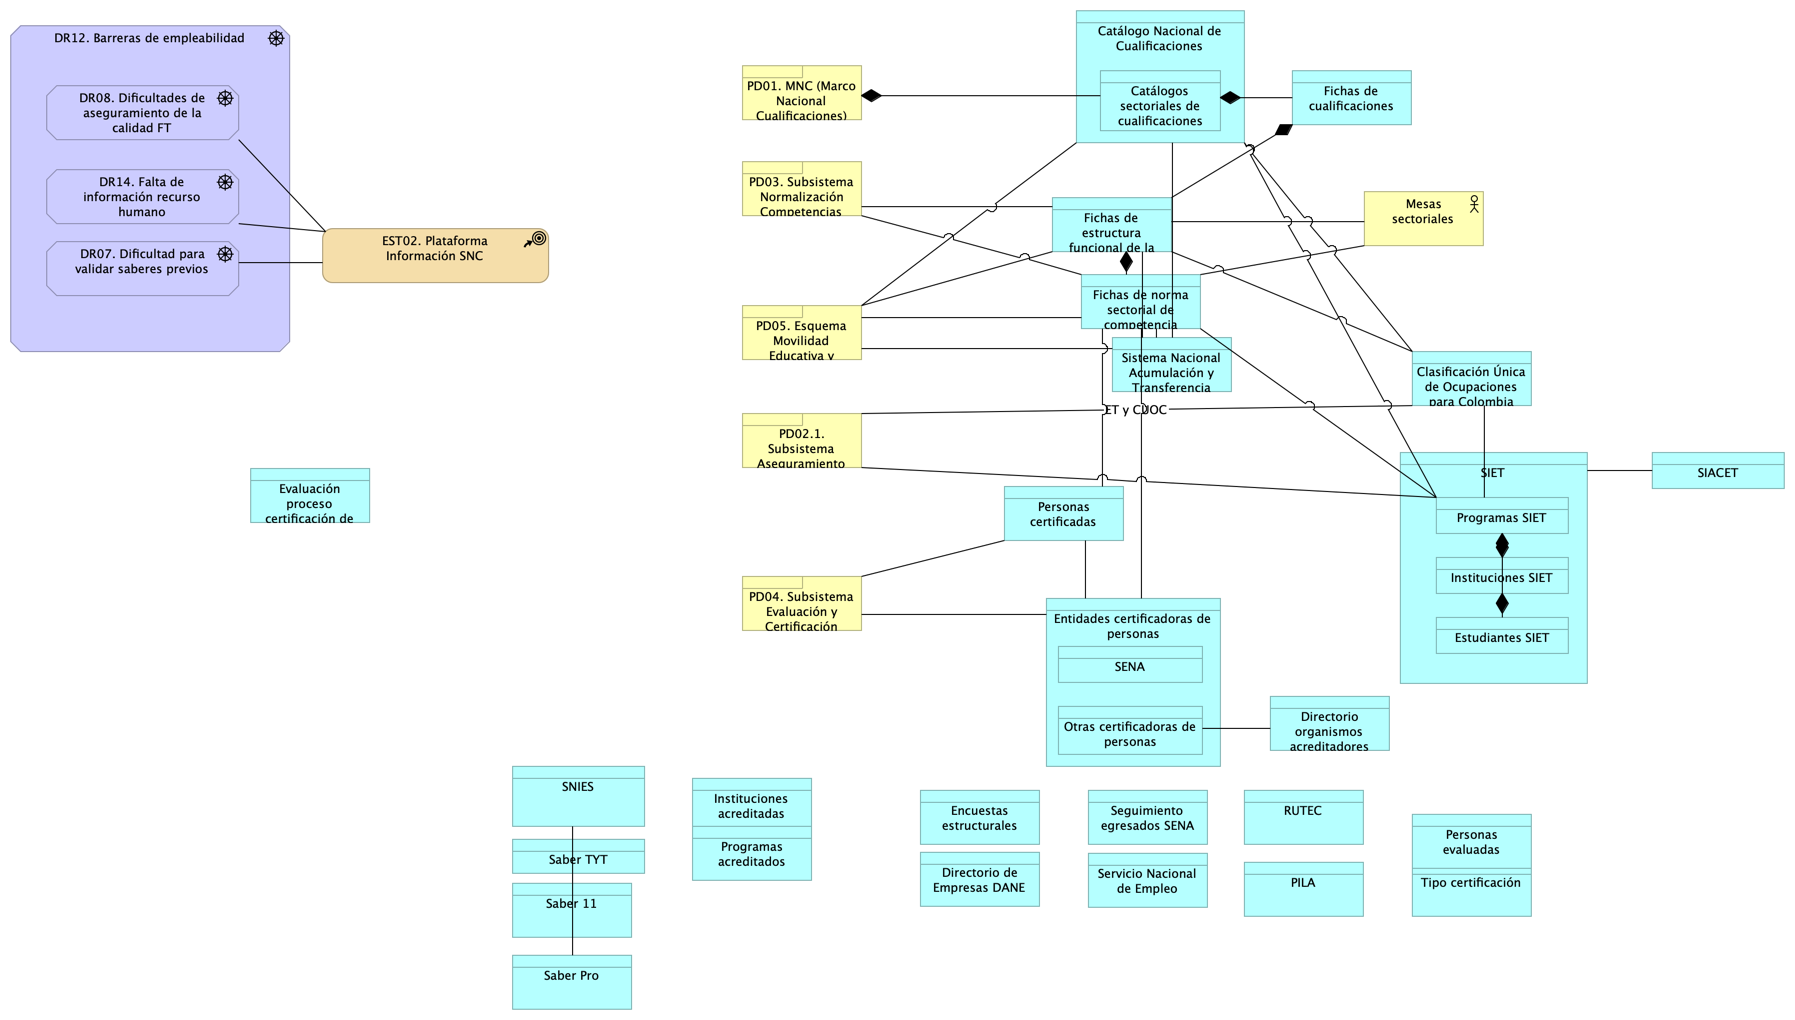 DR12. Barreras de empleabilidad
DR08. Dificultades de
aseguramiento de la
calidad FT
DR14. Falta de
información recurso
humano
DR07. Dificultad para
validar saberes previos
EST02. Plataforma
Información SNC
Evaluación
proceso
certificación de
PD01. MNC (Marco
Nacional
Cualificaciones)
PD03. Subsistema
Normalización
Competencias
PD05. Esquema
Movilidad
Educativa y
PD02.1.
Subsistema
Aseguramiento
PD04. Subsistema
Evaluación y
Certificación
Catálogo Nacional de
Cualificaciones
Catálogos
sectoriales de
cualificaciones
Fichas de
cualificaciones
Fichas de
estructura
funcional de la
Mesas
sectoriales
Fichas de norma
sectorial de
competencia
Sistema Nacional
Acumulación y
Transferencia
Clasificación Única
de Ocupaciones
para Colombia
ET y CUOC
Personas
certificadas
SIET
Programas SIET
Instituciones SIET
Estudiantes SIET
SIACET
Entidades certificadoras de
personas
SENA
Otras certificadoras de
personas
Directorio
organismos
acreditadores
SNIES
Saber TYT
Saber 11
Saber Pro
Instituciones
acreditadas
Programas
acreditados
Encuestas
estructurales
Directorio de
Empresas DANE
Seguimiento
egresados SENA
Servicio Nacional
de Empleo
RUTEC
PILA
Personas
evaluadas
Tipo certificación